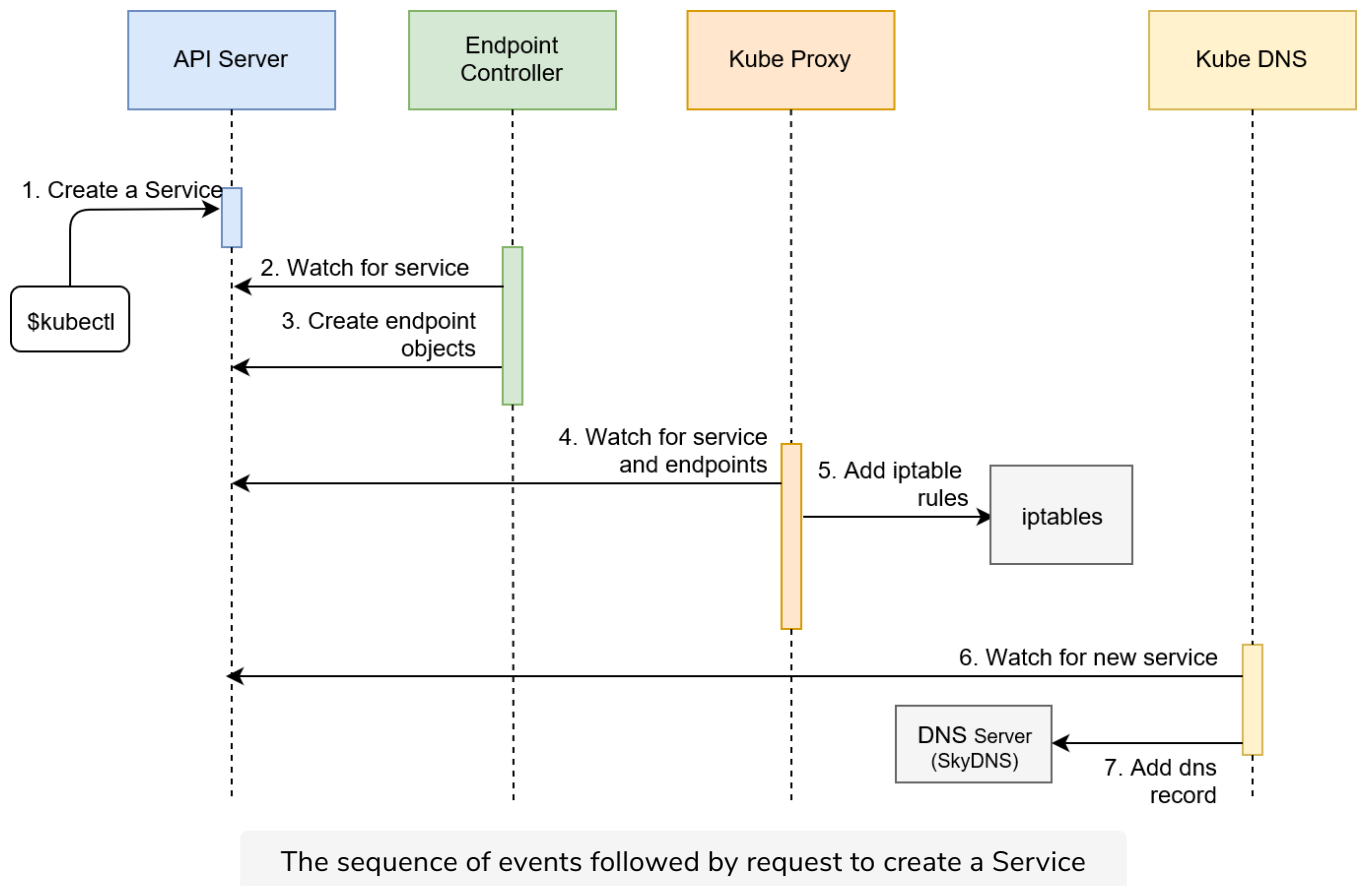 API Server
Endpoint
Controller
Kube Proxy
Kube DNS
1. Create a Service
$kubectl
2. Watch for service
3. Create endpoint
objects
4. Watch for service
and endpoints
5. Add iptable
rules
iptables
6. Watch for new service
DNS Server
(SkyDNS)
7. Add dns
record
The sequence of events followed by request to create a Service